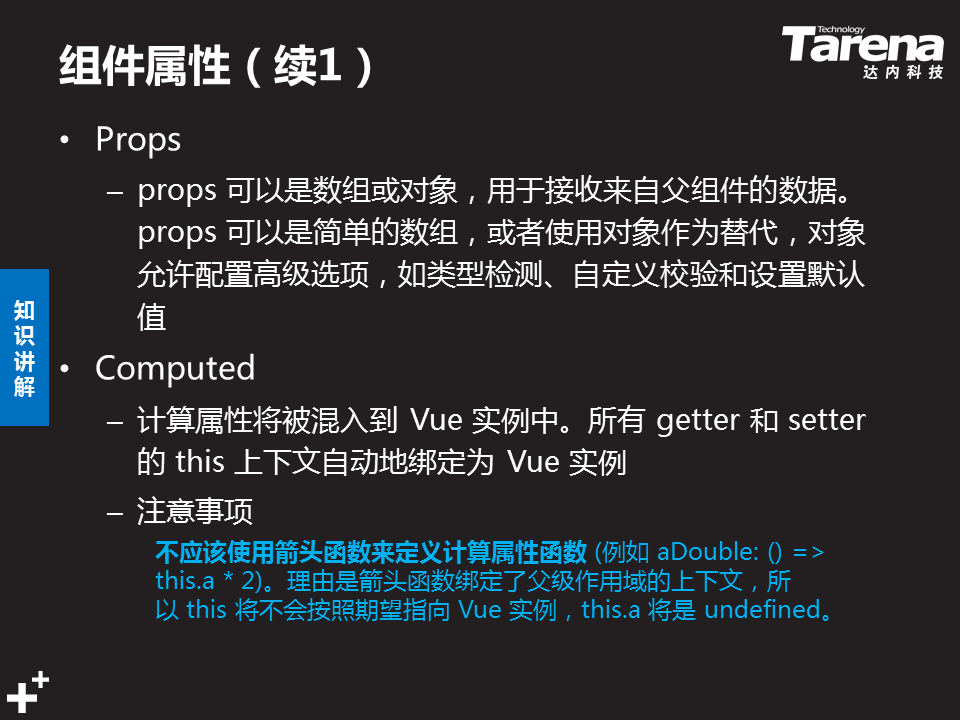 组件属性（续1）
Technology
Tarena
达内科技
• Props
– props 可以是数组或对象，用于接收来自父组件的数据。
props 可以是简单的数组，或者使用对象作为替代，对象
允许配置高级选项，如类型检测、自定义校验和设置默认
值
知
识
讲
解
• Computed
– 计算属性将被混入到 Vue 实例中。所有 getter 和 setter
的 this 上下文自动地绑定为 Vue 实例
– 注意事项
不应该使用箭头函数来定义计算属性函数 (例如 aDouble: () =>
this.a * 2)。理由是箭头函数绑定了父级作用域的上下文，所
以 this 将不会按照期望指向 Vue 实例，this.a 将是 undefined。